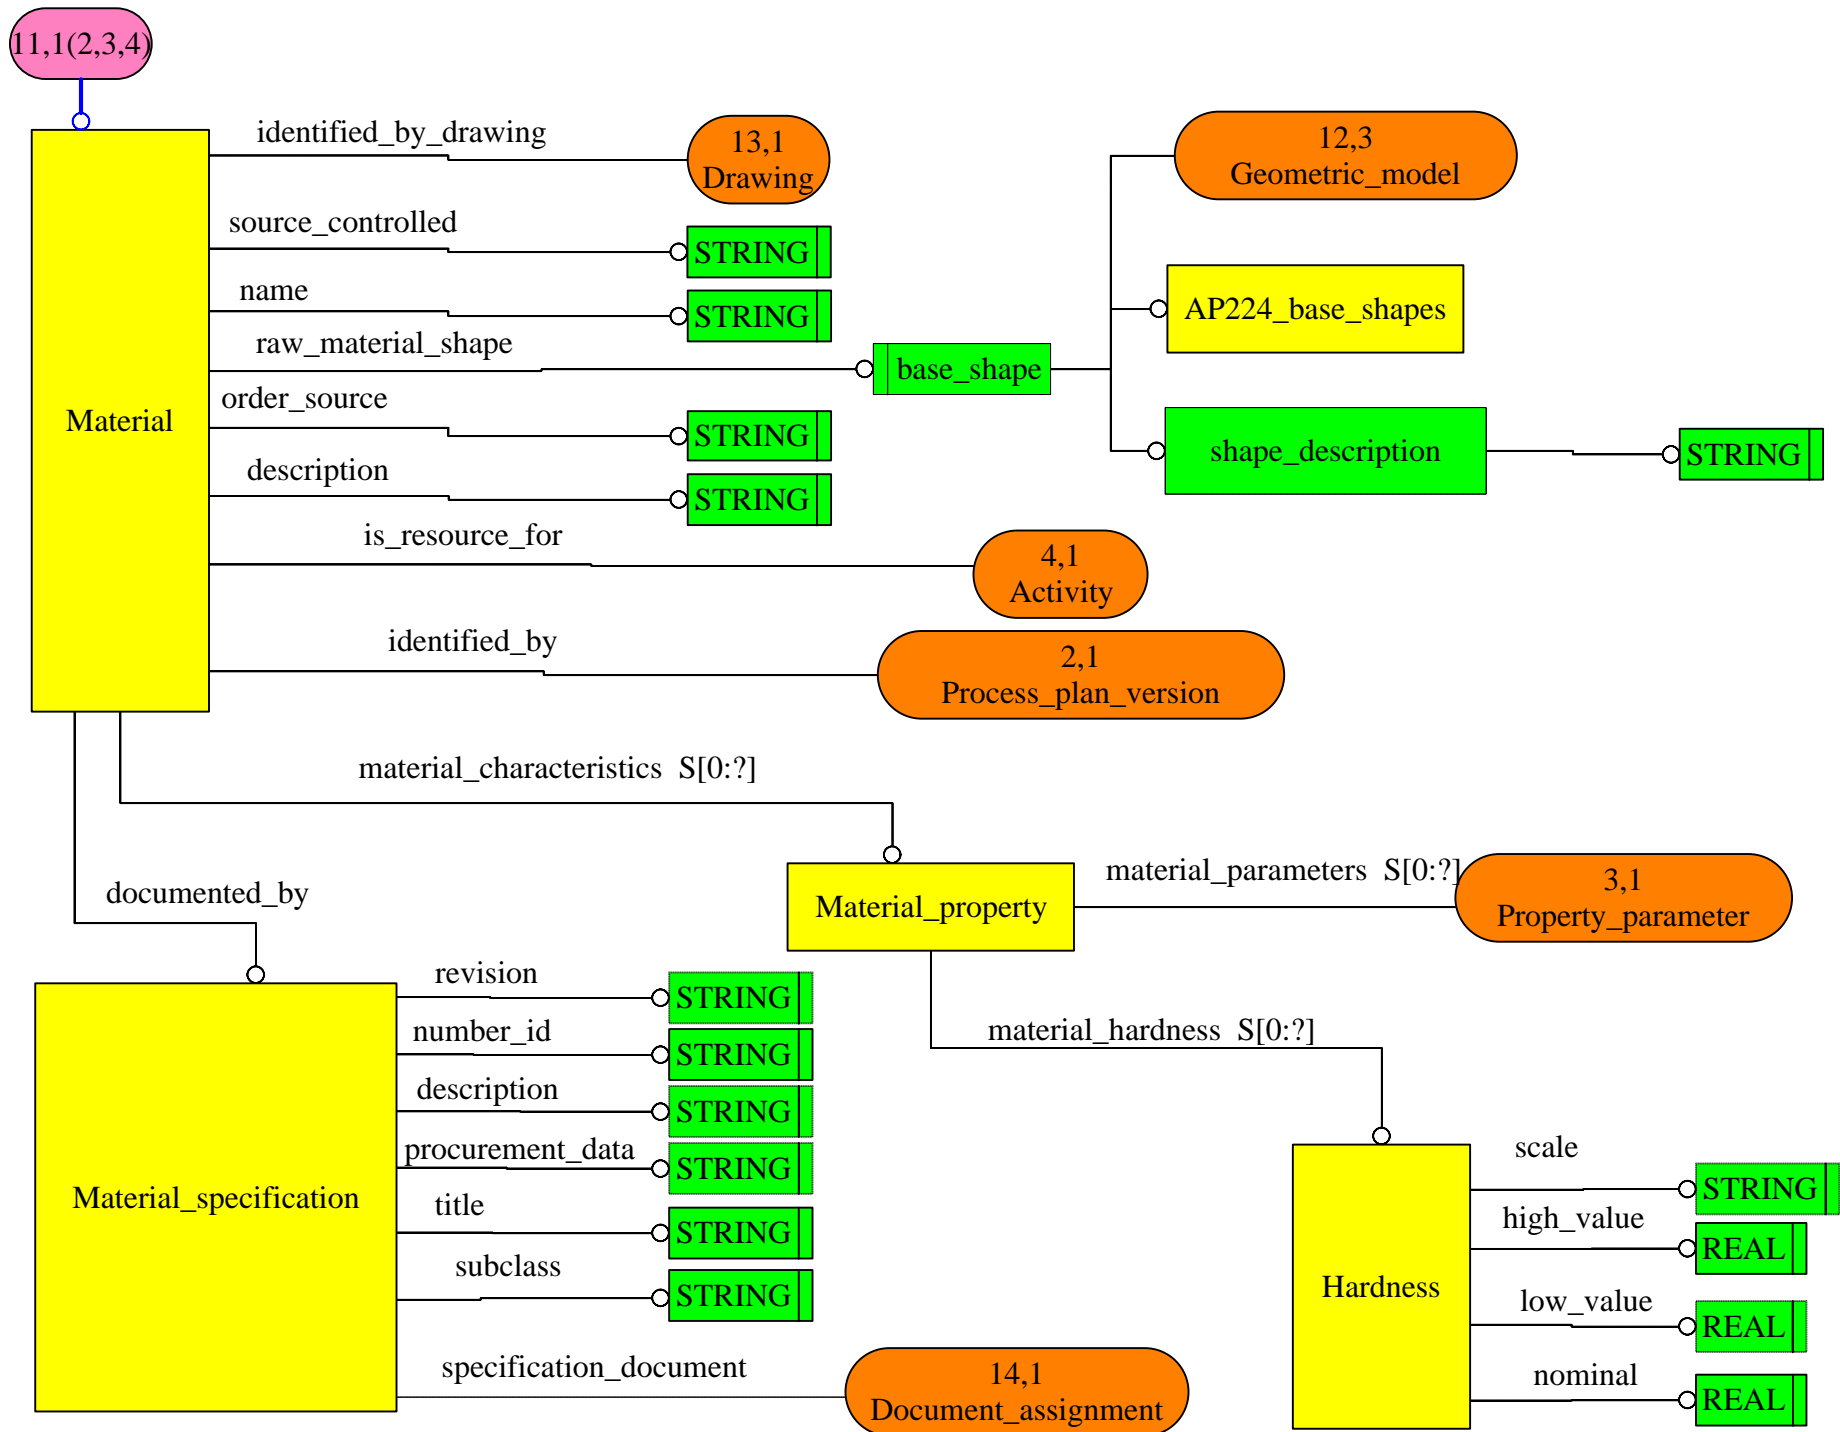 11,1(2,3,4)
identified_by_drawing
13,1
Drawing
12,3
Geometric_model
source_controlled
STRING
name
STRING
AP224_base_shapes
raw_material_shape
base_shape
order_source
STRING
Material
shape_description
STRING
description
STRING
is_resource_for
4,1
Activity
identified_by
2,1
Process_plan_version
material_characteristics S[0:?]
documented_by
Material_property
material_parameters S[0:?]
3,1
Property_parameter
revision
STRING
number_id
STRING
material_hardness S[0:?]
description
STRING
procurement_data
STRING
Material_specification
title
STRING
subclass
STRING
specification_document
14,1
Document_assignment
Hardness
scale
STRING
high_value
REAL
low_value
REAL
nominal
REAL